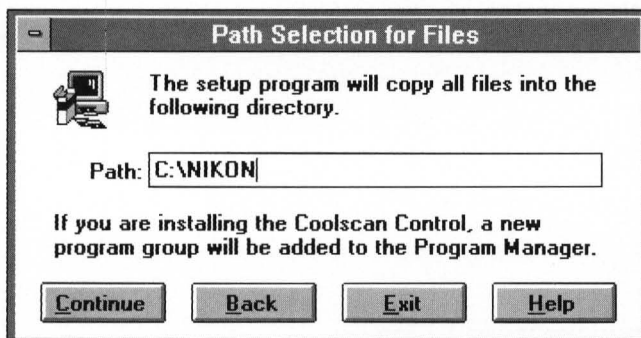 Path Selection for Files
The setup program will copy all files into the
following directory.
Path: C:\NIKON
If you are installing the Coolscan Control, a new
program group will be added to the Program Manager.
Continue Back Exit Help